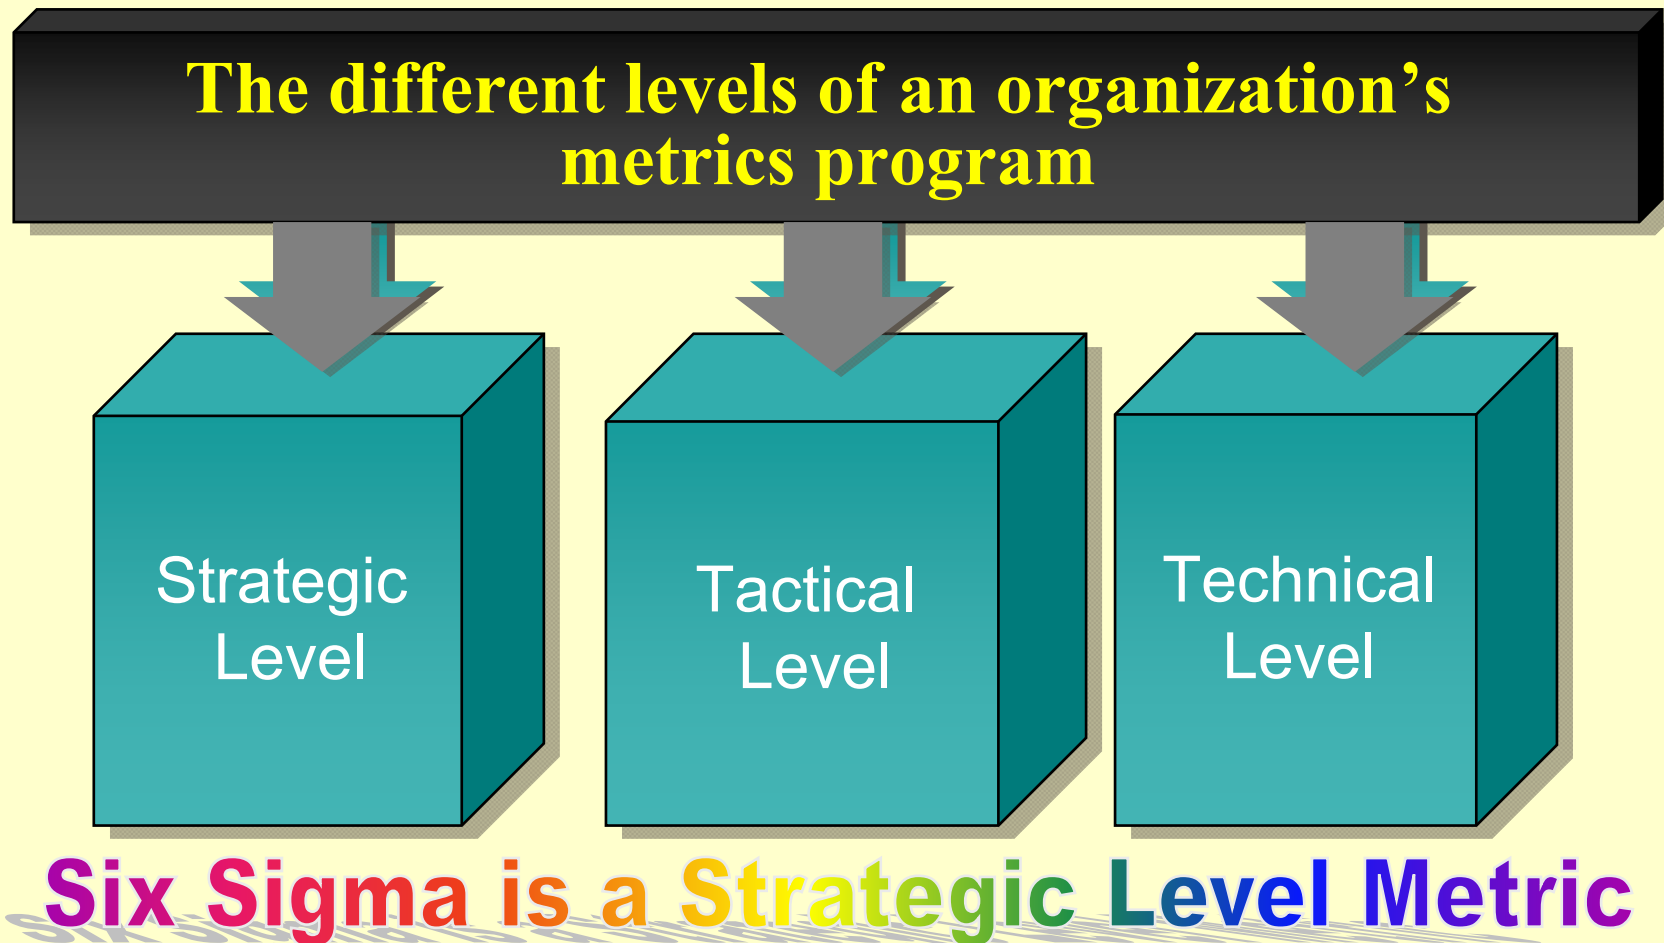 The different levels of an organization’s
metrics program
Strategic
Level
Tactical
Level
Technical
Level
Six Sigma is a Strategic Level Metric